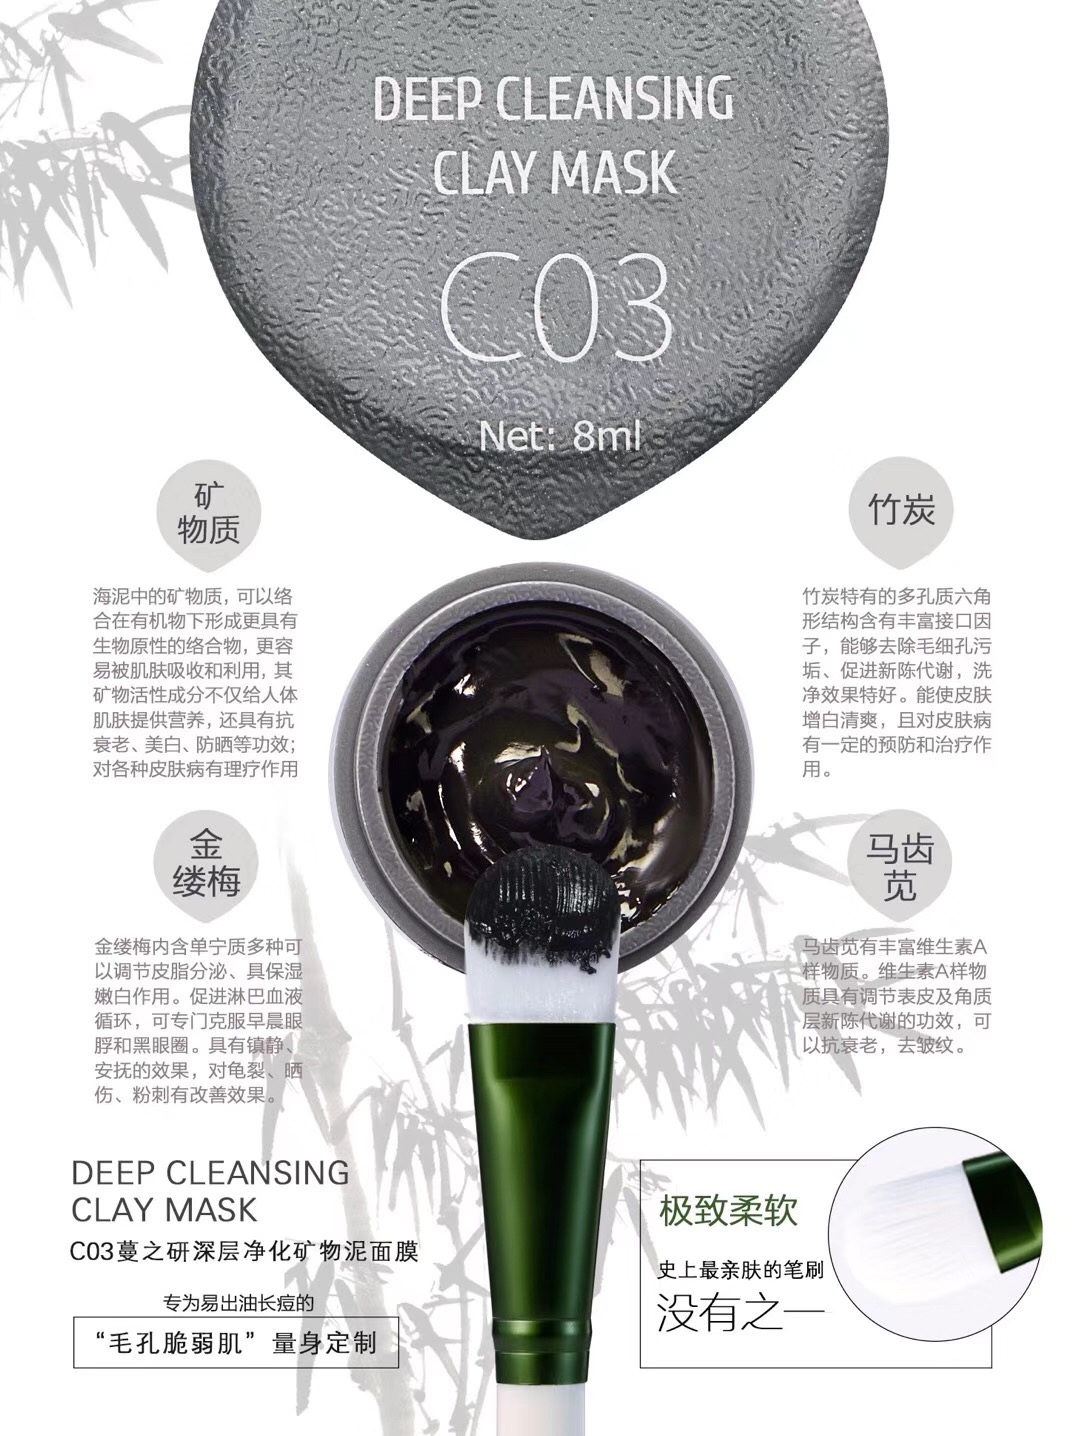 DEEP CLEANSING
CLAY MASK
C03
Net: 8ml
矿
物质
海泥中的矿物质，可以络
合在有机物下形成更具有
生物原性的络合物，更容
易被肌肤吸收和利用，其
矿物活性成分不仅给人体
肌肤提供营养，还具有抗
衰老、美白、防晒等功效；
对各种皮肤病有理疗作用
竹炭
竹炭特有的多孔质六角
形结构含有丰富接口因
子，能够去除毛细孔污
垢、促进新陈代谢，洗
净效果特好。能使皮肤
增白清爽，且对皮肤病
有一定的预防和治疗作
用。
金
缕梅
金缕梅内含单宁质多种可
以调节皮脂分泌、具保湿
嫩白作用。促进淋巴血液
循环，可专门克服早晨眼
脬和黑眼圈。具有镇静、
安抚的效果，对龟裂、晒
伤、粉刺有改善效果。
马齿
苋
马齿苋有丰富维生素A
样物质。维生素A样物
质具有调节表皮及角质
层新陈代谢的功效，可
以抗衰老，去皱纹。
DEEP CLEANSING
CLAY MASK
C03蔓之研深层净化矿物泥面膜
专为易出油长痘的
“毛孔脆弱肌”量身定制
极致柔软
史上最亲肤的笔刷
没有之一